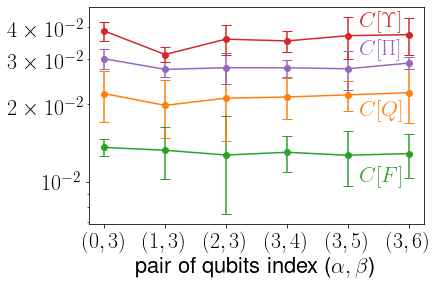 4 × 10⁻²
3 × 10⁻²
2 × 10⁻²
10⁻²
C[Υ]
C[Π]
C[Q]
C[F]
(0, 3) (1, 3) (2, 3) (3, 4) (3, 5) (3, 6)
pair of qubits index (α, β)